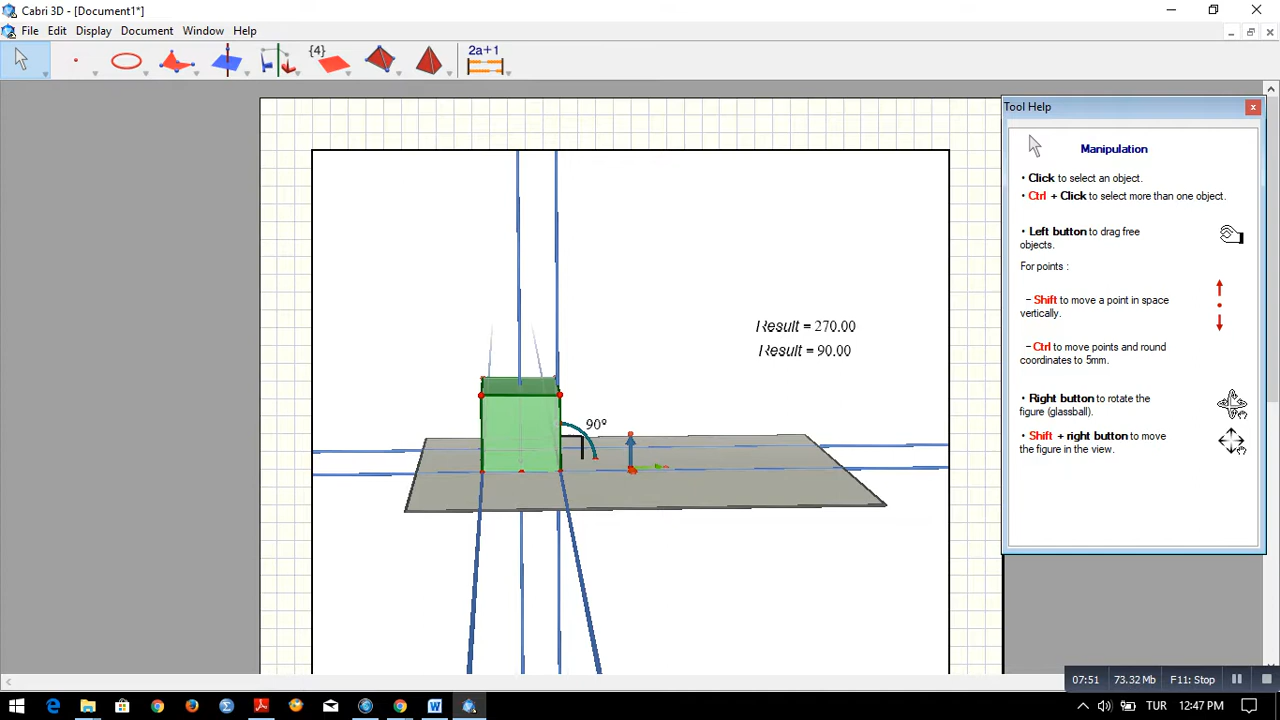 Cabri 3D - [Document1*]
File Edit Display Document Window Help
{4} 2a+1
Tool Help
Manipulation
• Click to select an object.
• Ctrl + Click to select more than one object.
• Left button to drag free
objects.
For points :
- Shift to move a point in space
vertically.
- Ctrl to move points and round
coordinates to 5mm.
• Right button to rotate the
figure (glassball).
• Shift + right button to move
the figure in the view.
Result = 270.00
Result = 90.00
90º
07:51 73.32 Mb F11: Stop
TUR 12:47 PM